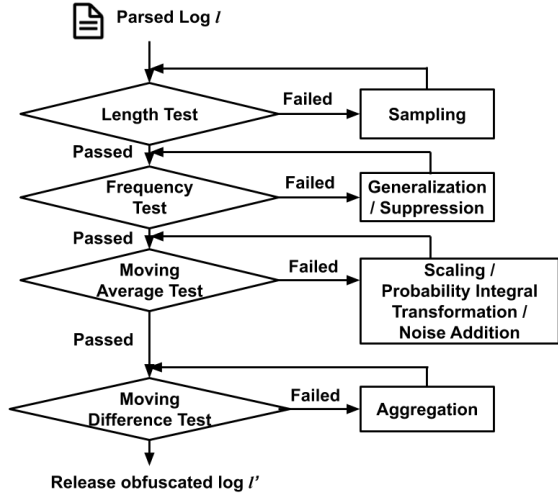 Parsed Log l
Length Test
Failed
Sampling
Passed
Frequency
Test
Failed
Generalization
/ Suppression
Passed
Moving
Average Test
Failed
Scaling /
Probability Integral
Transformation /
Noise Addition
Passed
Moving
Difference Test
Failed
Aggregation
Release obfuscated log l'